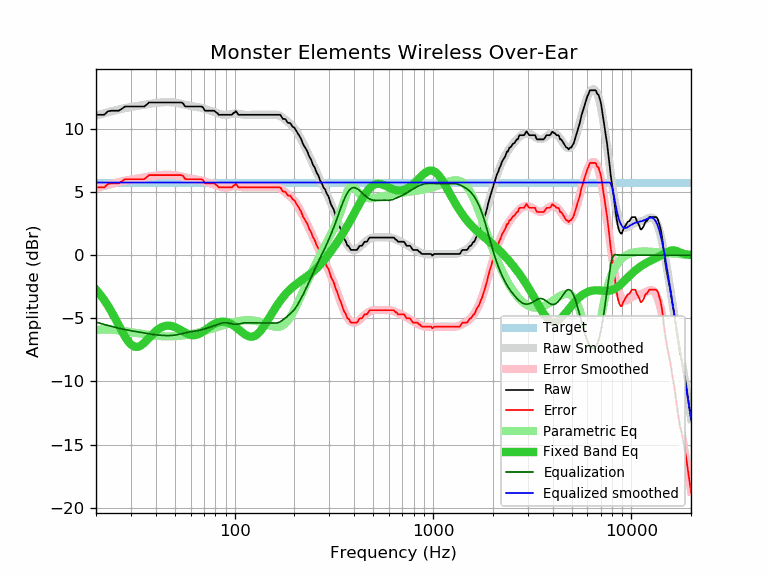 Monster Elements Wireless Over-Ear
10
5
0
−5
−10
−15
−20
Amplitude (dBr)
Target
Raw Smoothed
Error Smoothed
Raw
Error
Parametric Eq
Fixed Band Eq
Equalization
Equalized smoothed
100
1000
10000
Frequency (Hz)